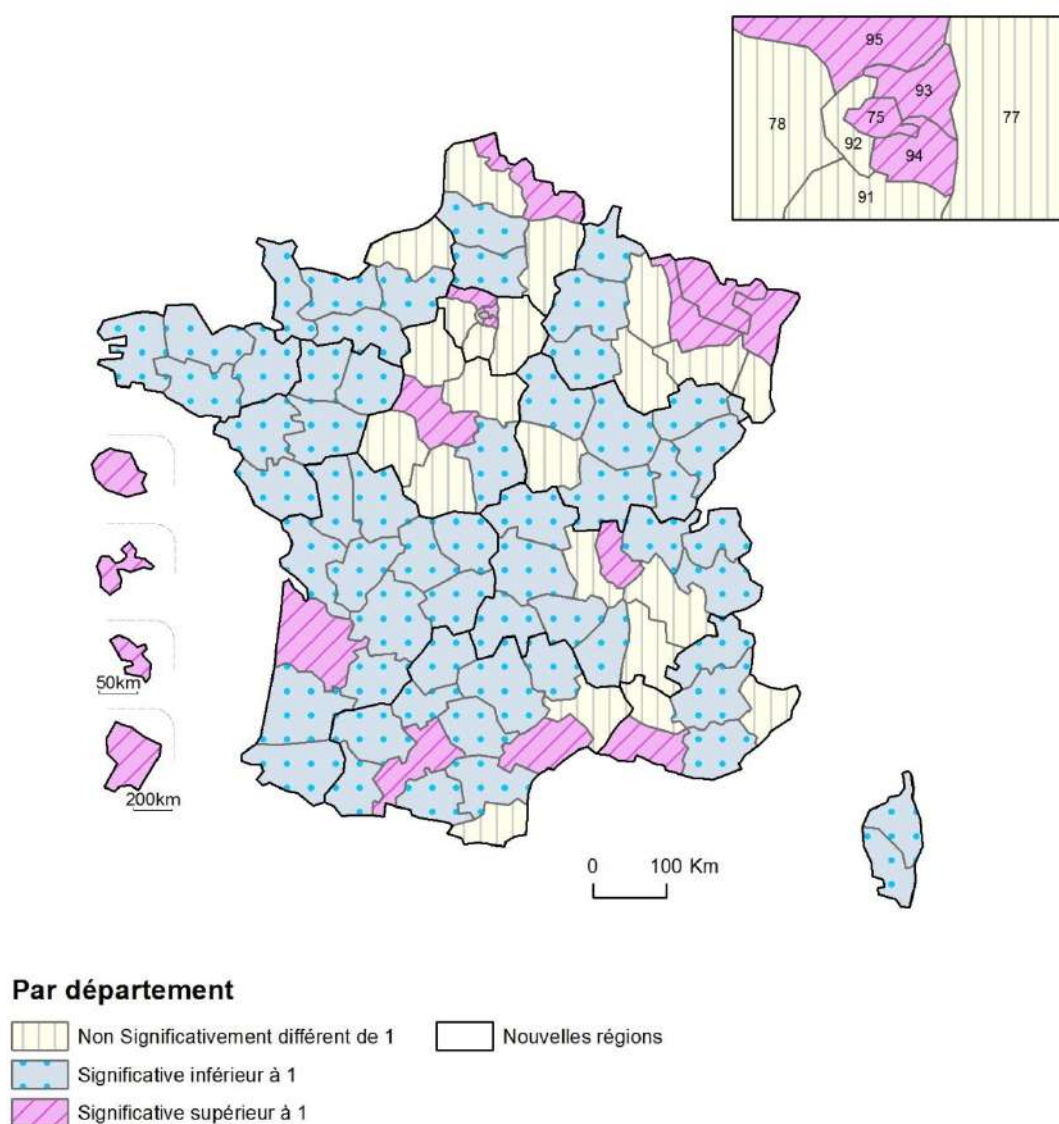 95
93
75
78
77
92
94
91
50km
200km
0 100 Km
Par département
Non Significativement différent de 1
Nouvelles régions
Significative inférieur à 1
Significative supérieur à 1